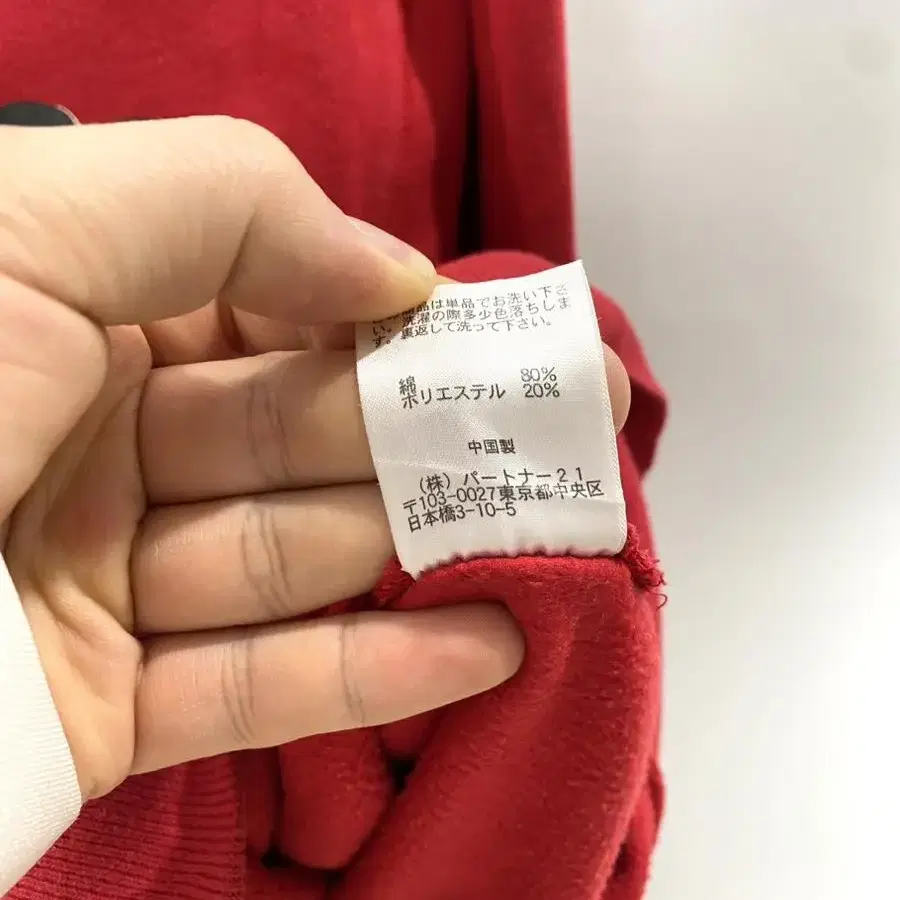 商品は単品でお洗い下さ
い。洗濯の際多少色落ちしま
す。裏返して洗って下さい。
綿 80%
ポリエステル 20%
中国製
(株) パートナー21
〒103-0027東京都中央区
日本橋3-10-5